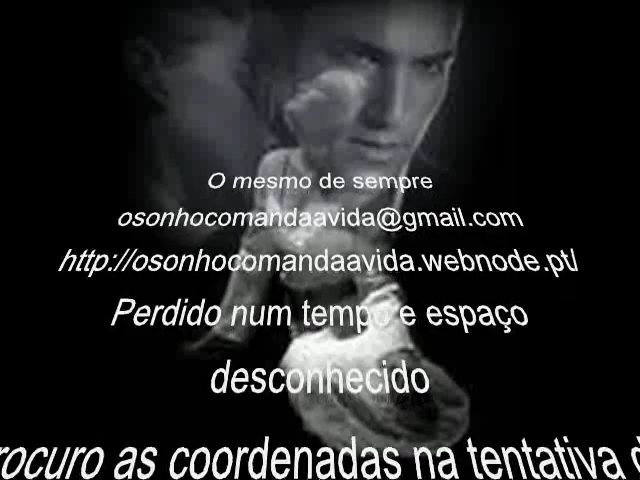 O mesmo de sempre
osonhocomandaavida@gmail.com
http://osonhocomandaavida.webnode.pt/
Perdido num tempo e espaço
desconhecido
rocuro as coordenadas na tentativa d